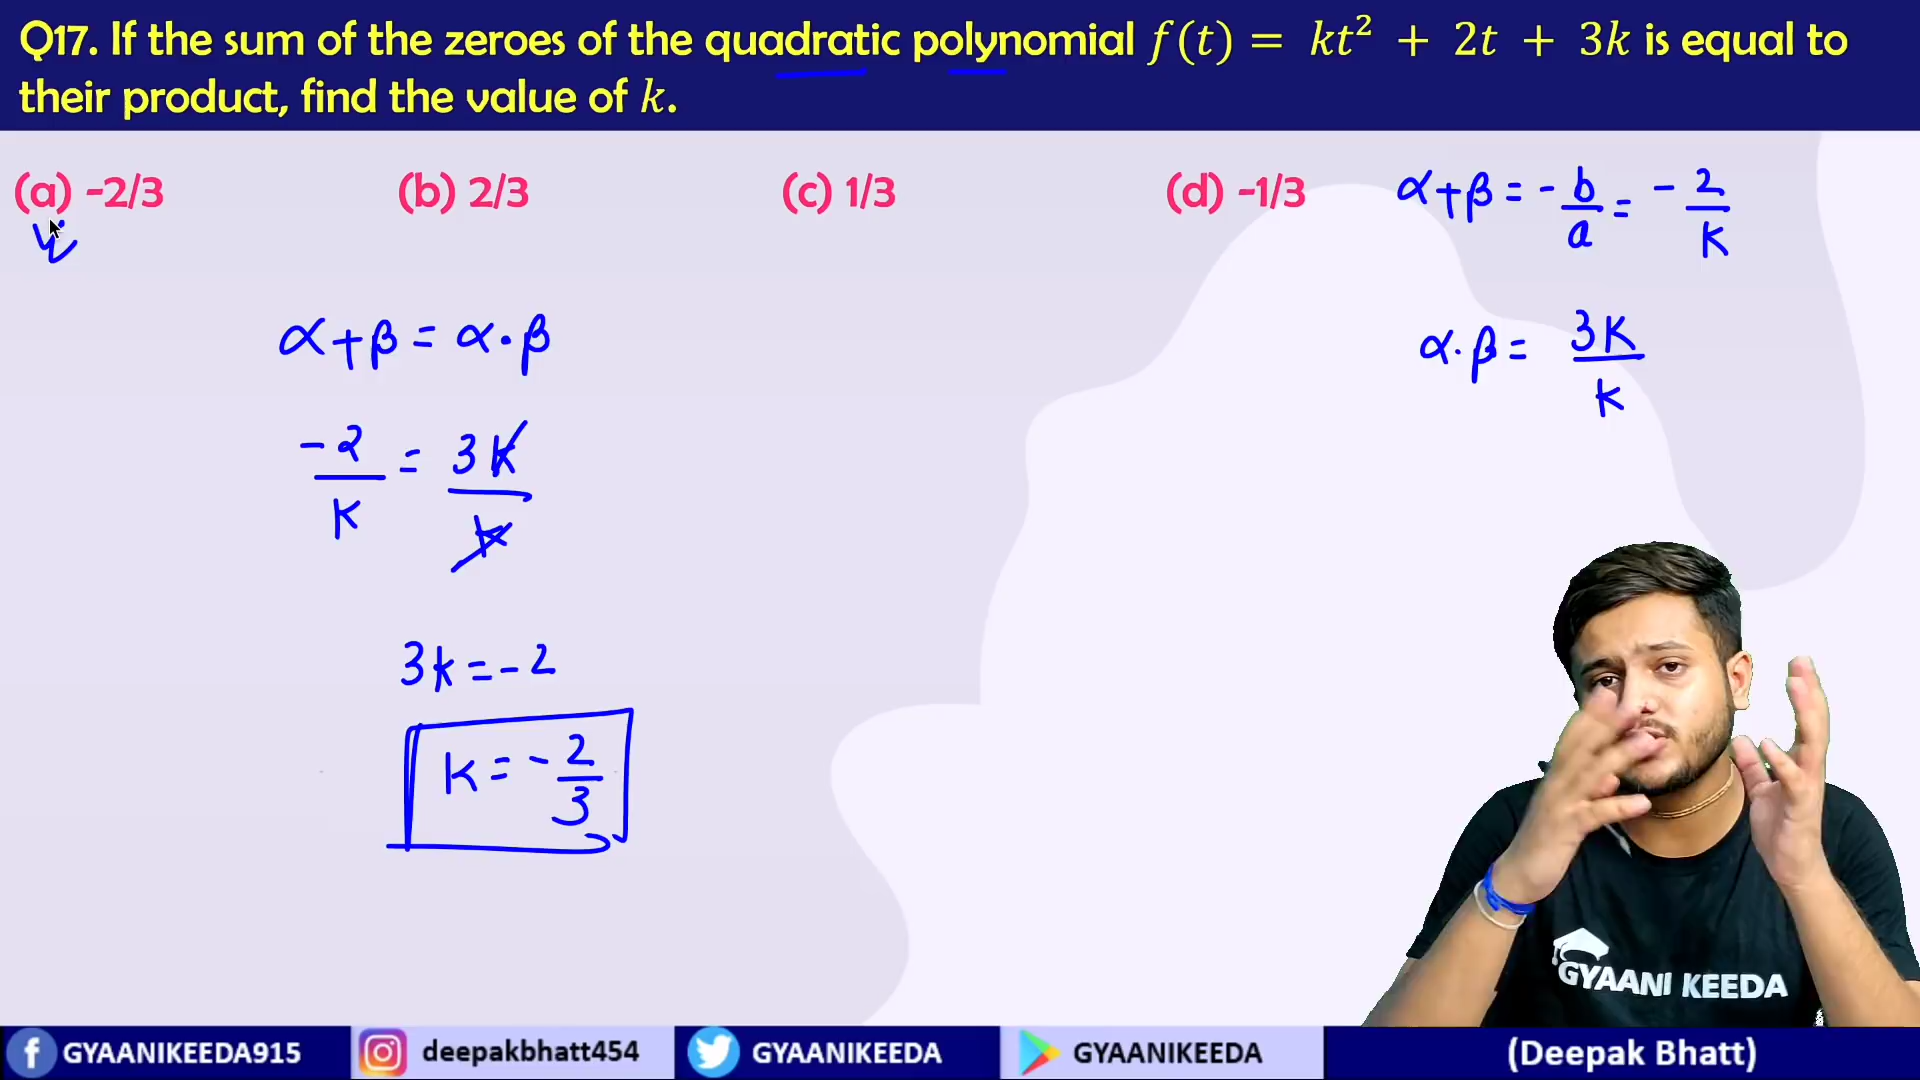 Q17. If the sum of the zeroes of the quadratic polynomial f(t) = kt² + 2t + 3k is equal to
their product, find the value of k.
(a) -2/3 (b) 2/3 (c) 1/3 (d) -1/3
α+β = -b/a = -2/K
α·β = 3K/k
α+β = α·β
-2/K = 3K/k
3k = -2
K = -2/3
GYAANI KEEDA
GYAANIKEEDA915 deepakbhatt454 GYAANIKEEDA GYAANIKEEDA (Deepak Bhatt)